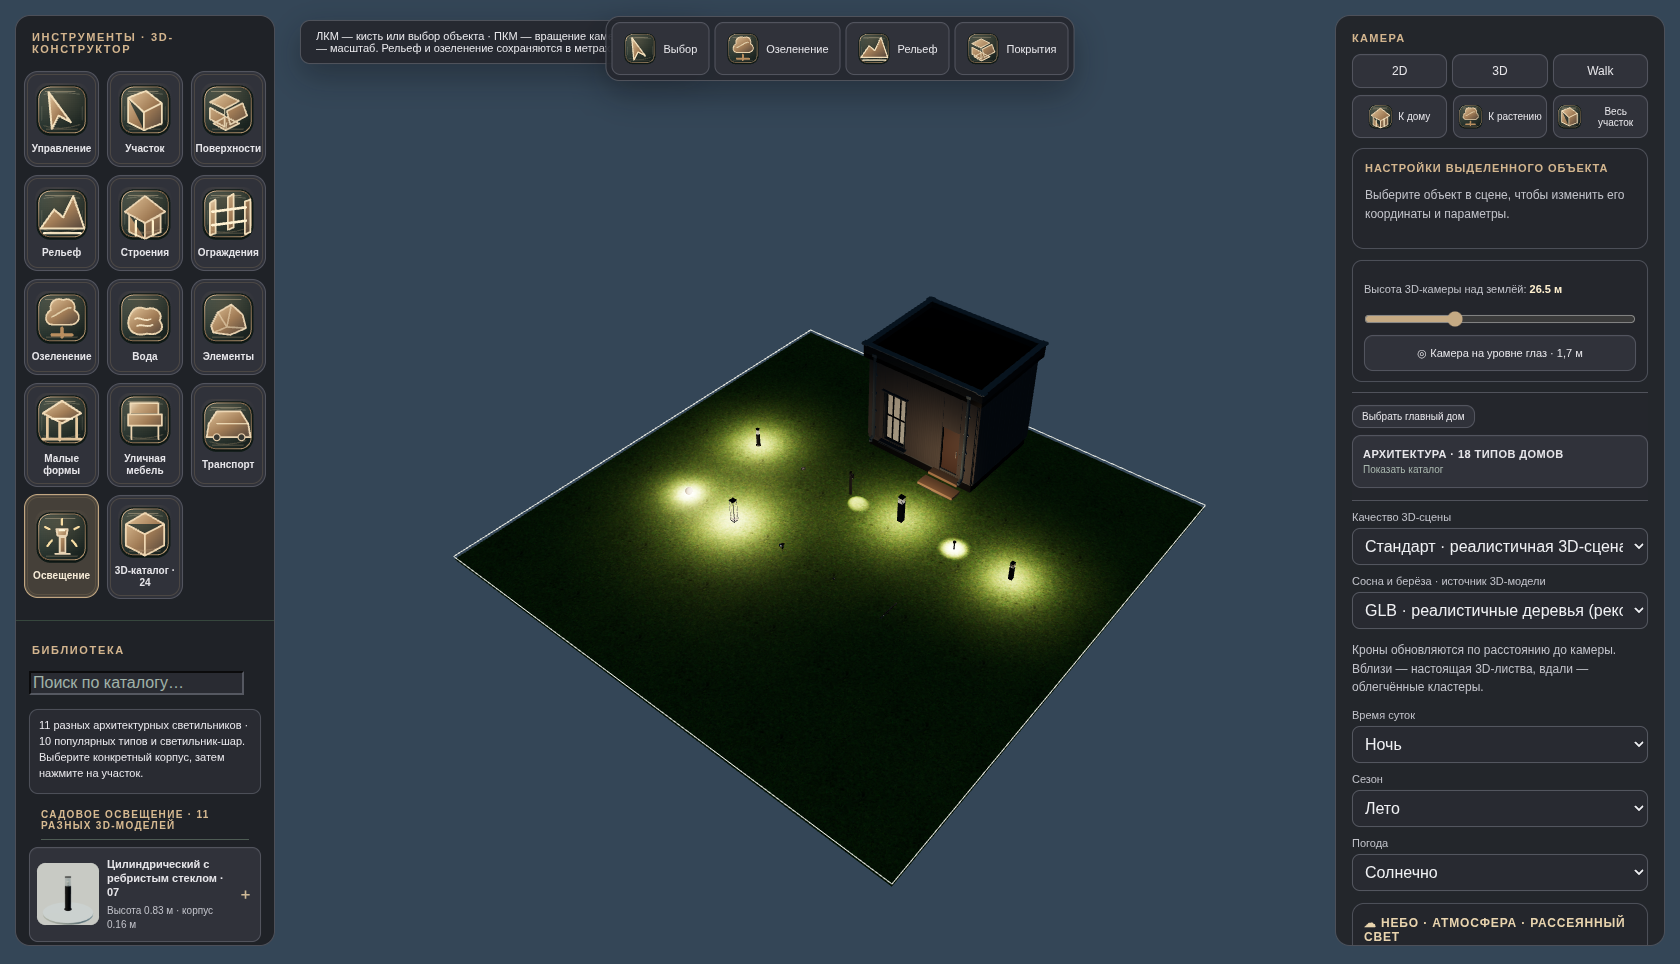 ИНСТРУМЕНТЫ · 3D-
КОНСТРУКТОР
Управление
Участок
Поверхности
Рельеф
Строения
Ограждения
Озеленение
Вода
Элементы
Малые
формы
Уличная
мебель
Транспорт
Освещение
3D-каталог ·
24
БИБЛИОТЕКА
Поиск по каталогу…
11 разных архитектурных светильников ·
10 популярных типов и светильник-шар.
Выберите конкретный корпус, затем
нажмите на участок.
САДОВОЕ ОСВЕЩЕНИЕ · 11
РАЗНЫХ 3D-МОДЕЛЕЙ
Цилиндрический с
ребристым стеклом ·
07
Высота 0.83 м · корпус
0.16 м
+
ЛКМ — кисть или выбор объекта · ПКМ — вращение
— масштаб. Рельеф и озеленение сохраняются в
Выбор
Озеленение
Рельеф
Покрытия
КАМЕРА
2D
3D
Walk
К дому
К растению
Весь
участок
НАСТРОЙКИ ВЫДЕЛЕННОГО ОБЪЕКТА
Выберите объект в сцене, чтобы изменить его
координаты и параметры.
Высота 3D-камеры над землёй: 26.5 м
◎ Камера на уровне глаз · 1,7 м
Выбрать главный дом
АРХИТЕКТУРА · 18 ТИПОВ ДОМОВ
Показать каталог
Качество 3D-сцены
Стандарт · реалистичная 3D-сцена
Сосна и берёза · источник 3D-модели
GLB · реалистичные деревья
Кроны обновляются по расстоянию до камеры.
Вблизи — настоящая 3D-листва, вдали —
облегчённые кластеры.
Время суток
Ночь
Сезон
Лето
Погода
Солнечно
☁ НЕБО · АТМОСФЕРА · РАССЕЯННЫЙ
СВЕТ